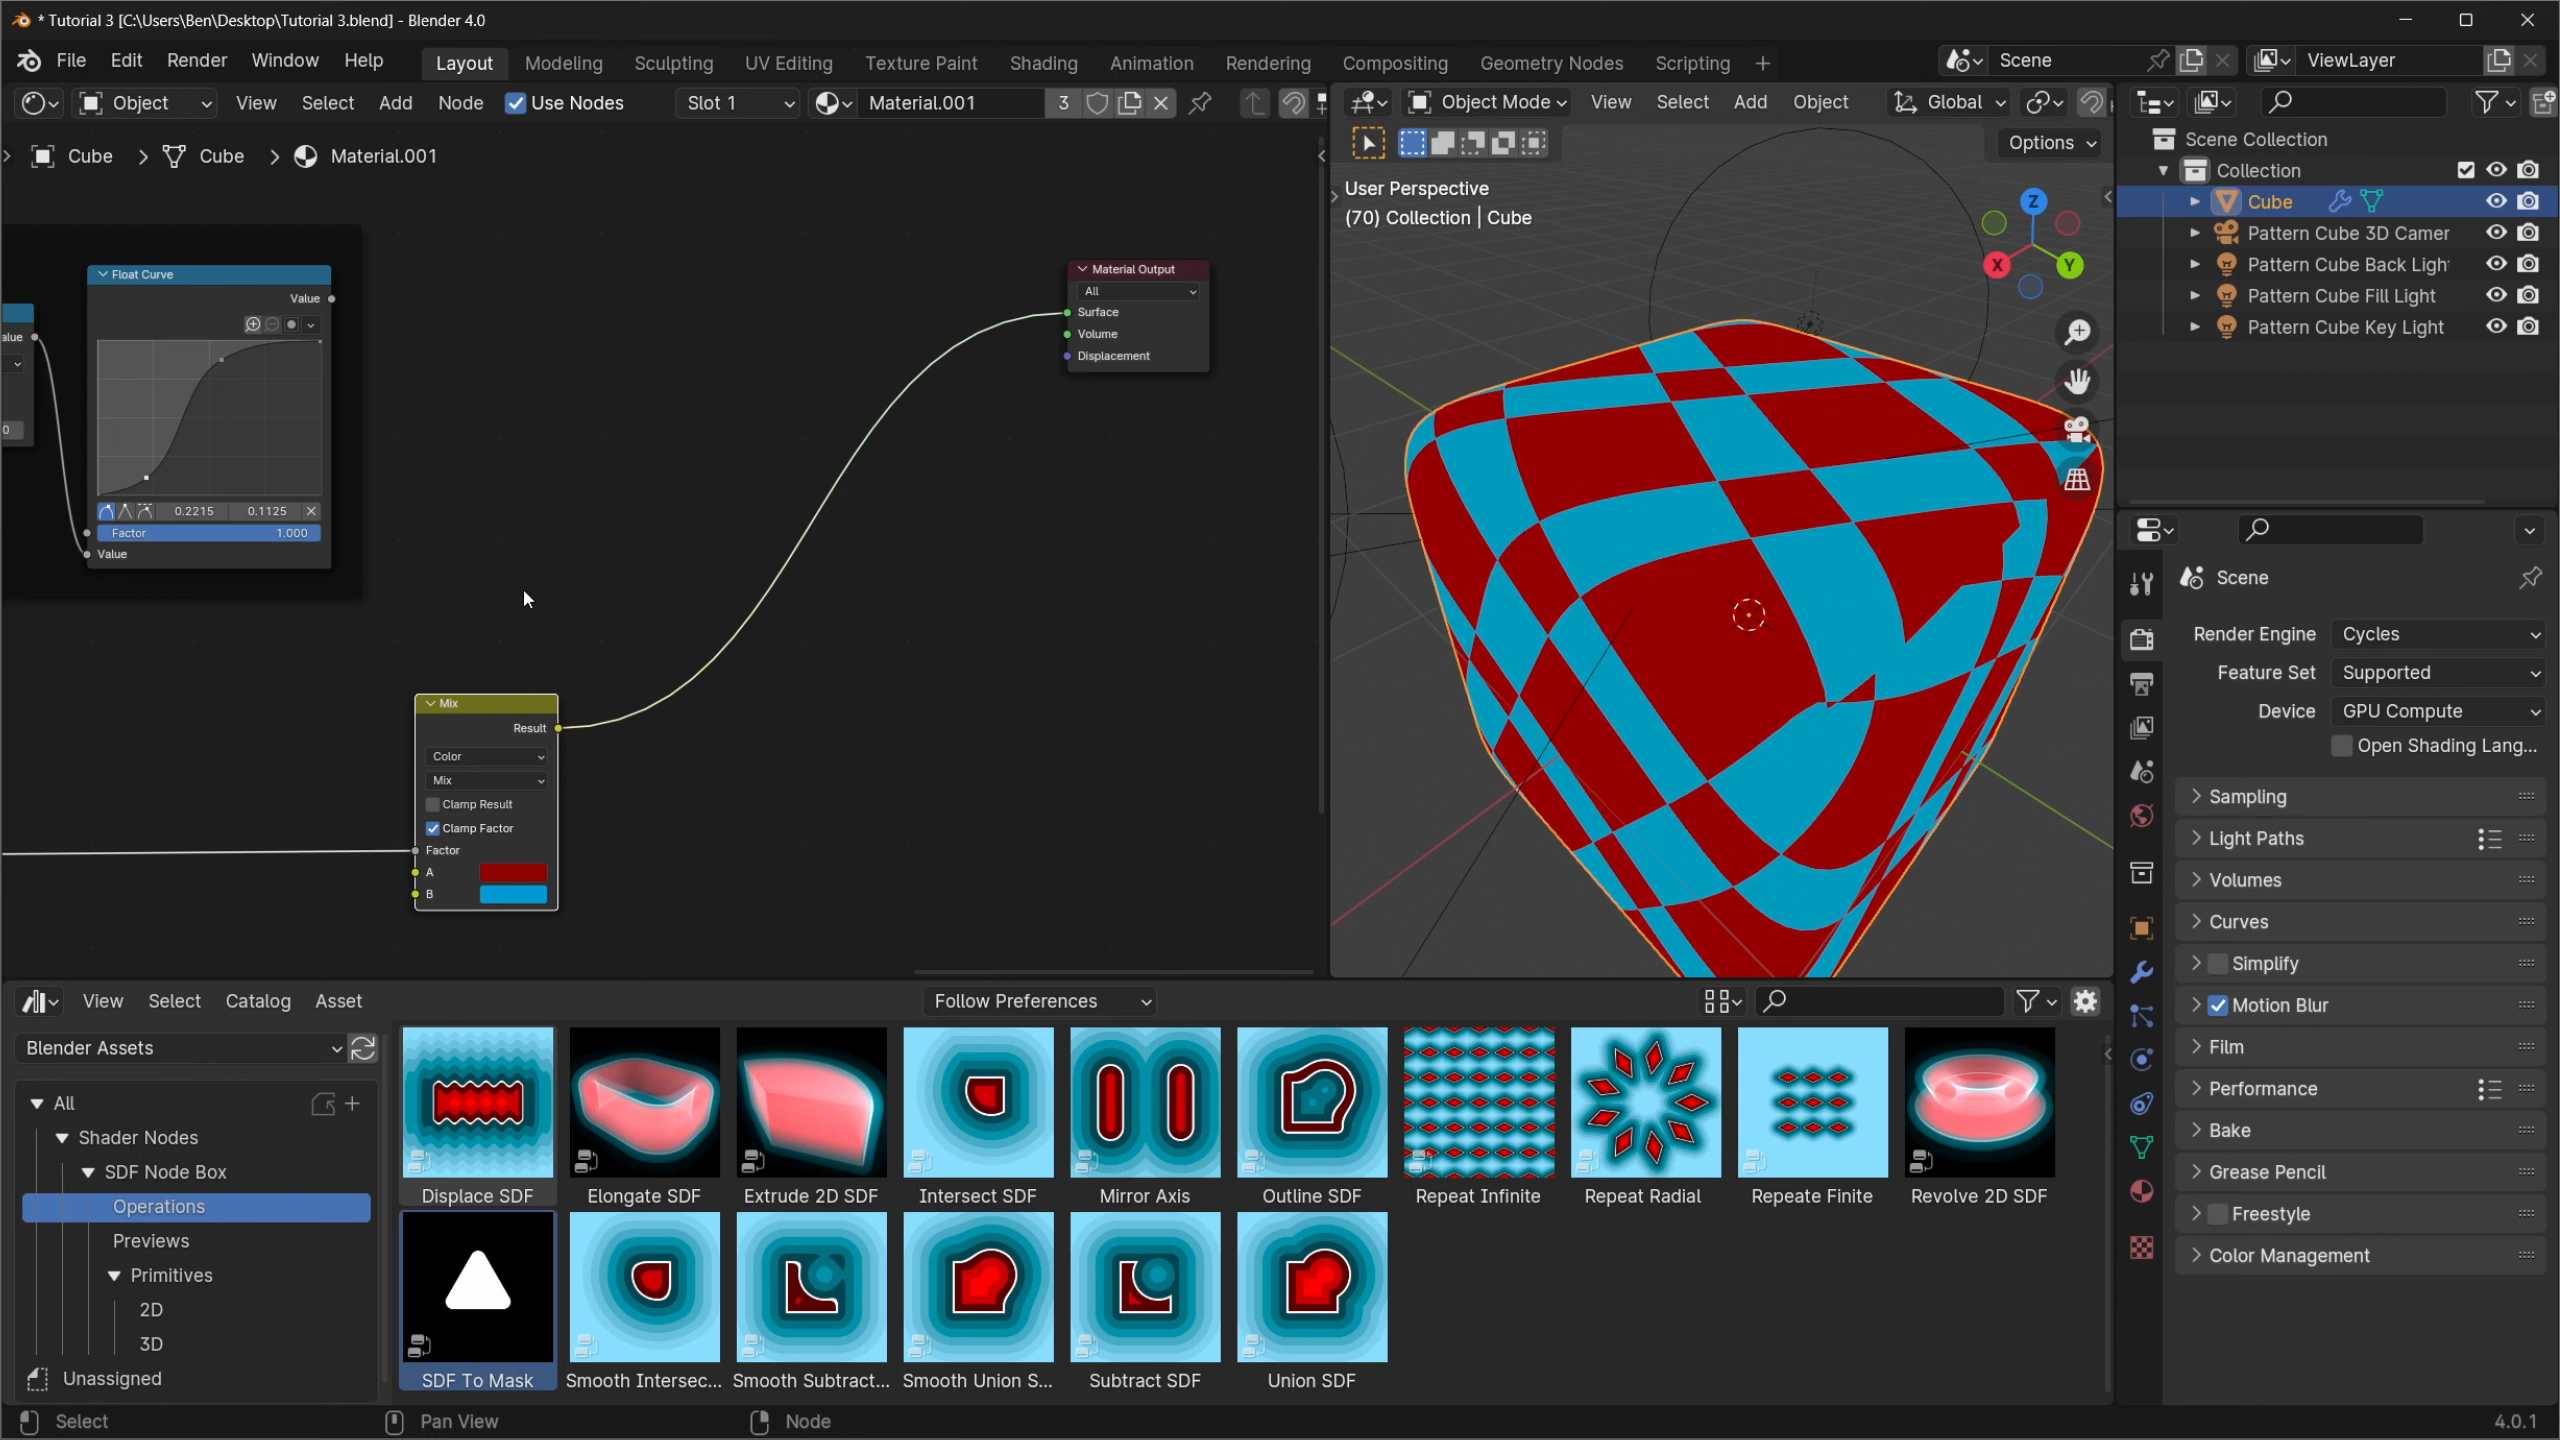 * Tutorial 3 [C:\Users\Ben\Desktop\Tutorial 3.blend] - Blender 4.0
File Edit Render Window Help Layout Modeling Sculpting UV Editing Texture Paint Shading Animation Rendering Compositing Geometry Nodes Scripting + Scene ViewLayer
Object View Select Add Node Use Nodes Slot 1 Material.001 3
Object Mode View Select Add Object Global
Options
Cube > Cube > Material.001
User Perspective
(70) Collection | Cube
Z
X
Y
Float Curve
Value
alue
0
0.2215 0.1125
Factor 1.000
Value
Material Output
All
Surface
Volume
Displacement
Mix
Result
Color
Mix
Clamp Result
Clamp Factor
Factor
A
B
Scene Collection
Collection
Cube
Pattern Cube 3D Camer
Pattern Cube Back Ligh
Pattern Cube Fill Light
Pattern Cube Key Light
Scene
Render Engine Cycles
Feature Set Supported
Device GPU Compute
Open Shading Lang...
Sampling
Light Paths
Volumes
Curves
Simplify
Motion Blur
Film
Performance
Bake
Grease Pencil
Freestyle
Color Management
View Select Catalog Asset Follow Preferences
Blender Assets
All
Shader Nodes
SDF Node Box
Operations
Previews
Primitives
2D
3D
Unassigned
Displace SDF Elongate SDF Extrude 2D SDF Intersect SDF Mirror Axis Outline SDF Repeat Infinite Repeat Radial Repeate Finite Revolve 2D SDF
SDF To Mask Smooth Intersec... Smooth Subtract... Smooth Union S... Subtract SDF Union SDF
Select Pan View Node 4.0.1